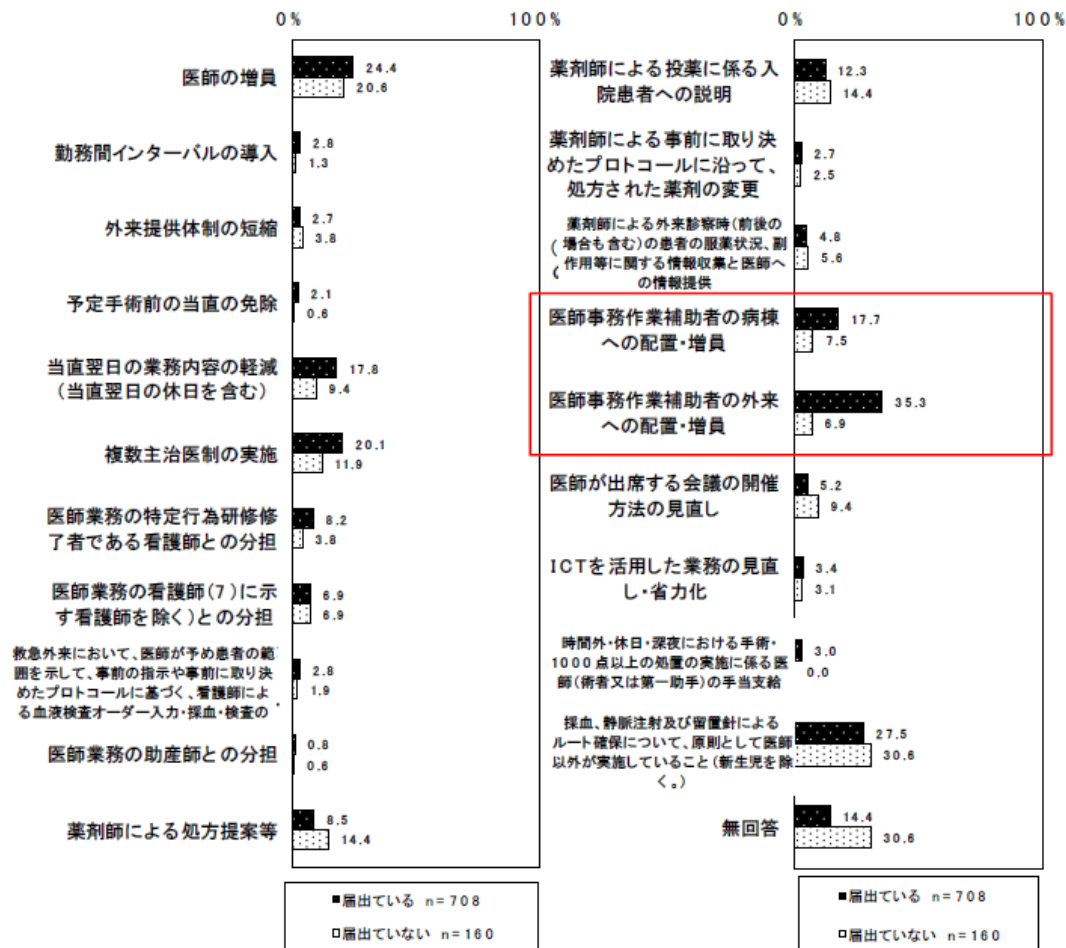 0% 100%
医師の増員
24.4
20.6
勤務間インターバルの導入
2.8
1.3
外来提供体制の短縮
2.7
3.8
予定手術前の当直の免除
2.1
0.6
当直翌日の業務内容の軽減
(当直翌日の休日を含む)
17.8
9.4
複数主治医制の実施
20.1
11.9
医師業務の特定行為研修修
了者である看護師との分担
8.2
3.8
医師業務の看護師(7)に示
す看護師を除く)との分担
6.9
6.9
救急外来において、医師が予め患者の範
囲を示して、事前の指示や事前に取り決
めたプロトコールに基づく、看護師によ
る血液検査オーダー入力・採血・検査の
2.8
1.9
医師業務の助産師との分担
0.8
0.6
薬剤師による処方提案等
8.5
14.4
■届出ている n=708
□届出ていない n=160
0% 100%
薬剤師による投薬に係る入
院患者への説明
12.3
14.4
薬剤師による事前に取り決
めたプロトコールに沿って、
処方された薬剤の変更
2.7
2.5
薬剤師による外来診察時(前後の
場合も含む)の患者の服薬状況、副
作用等に関する情報収集と医師へ
の情報提供
4.8
5.6
医師事務作業補助者の病棟
への配置・増員
17.7
7.5
医師事務作業補助者の外来
への配置・増員
35.3
6.9
医師が出席する会議の開催
方法の見直し
5.2
9.4
ICTを活用した業務の見直
し・省力化
3.4
3.1
時間外・休日・深夜における手術・
1000点以上の処置の実施に係る医
師(術者又は第一助手)の手当支給
3.0
0.0
採血、静脈注射及び留置針による
ルート確保について、原則として医師
以外が実施していること(新生児を除
く。)
27.5
30.6
無回答
14.4
30.6
■届出ている n=708
□届出ていない n=160